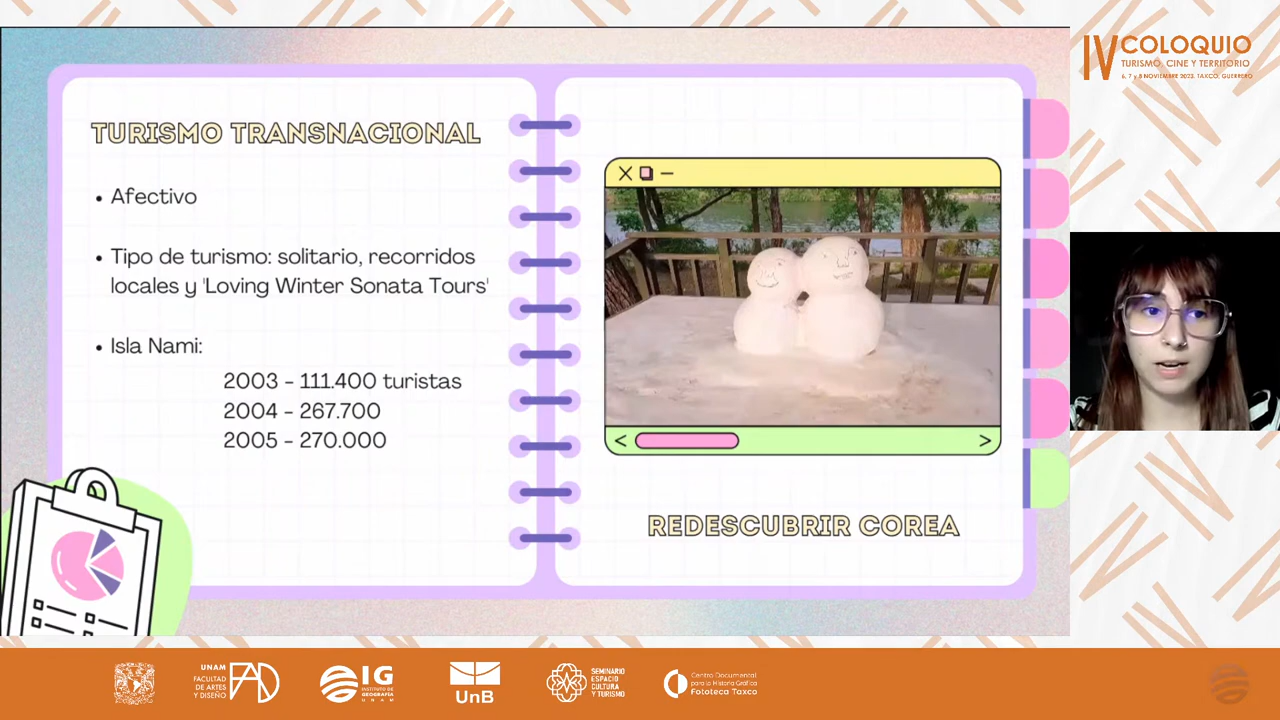 IV COLOQUIO
TURISMO, CINE Y TERRITORIO
6, 7 y 8 NOVIEMBRE 2023. TAXCO, GUERRERO
TURISMO TRANSNACIONAL
• Afectivo
• Tipo de turismo: solitario, recorridos
locales y 'Loving Winter Sonata Tours'
• Isla Nami:
2003 - 111.400 turistas
2004 - 267.700
2005 - 270.000
REDESCUBRIR COREA
UNAM
FACULTAD
DE ARTES
Y DISEÑO
FAD
IG
INSTITUTO DE
GEOGRAFÍA
UNAM
UnB
SEMINARIO
ESPACIO
CULTURA
Y TURISMO
Centro Documental
para la Historia Gráfica
Fototeca Taxco